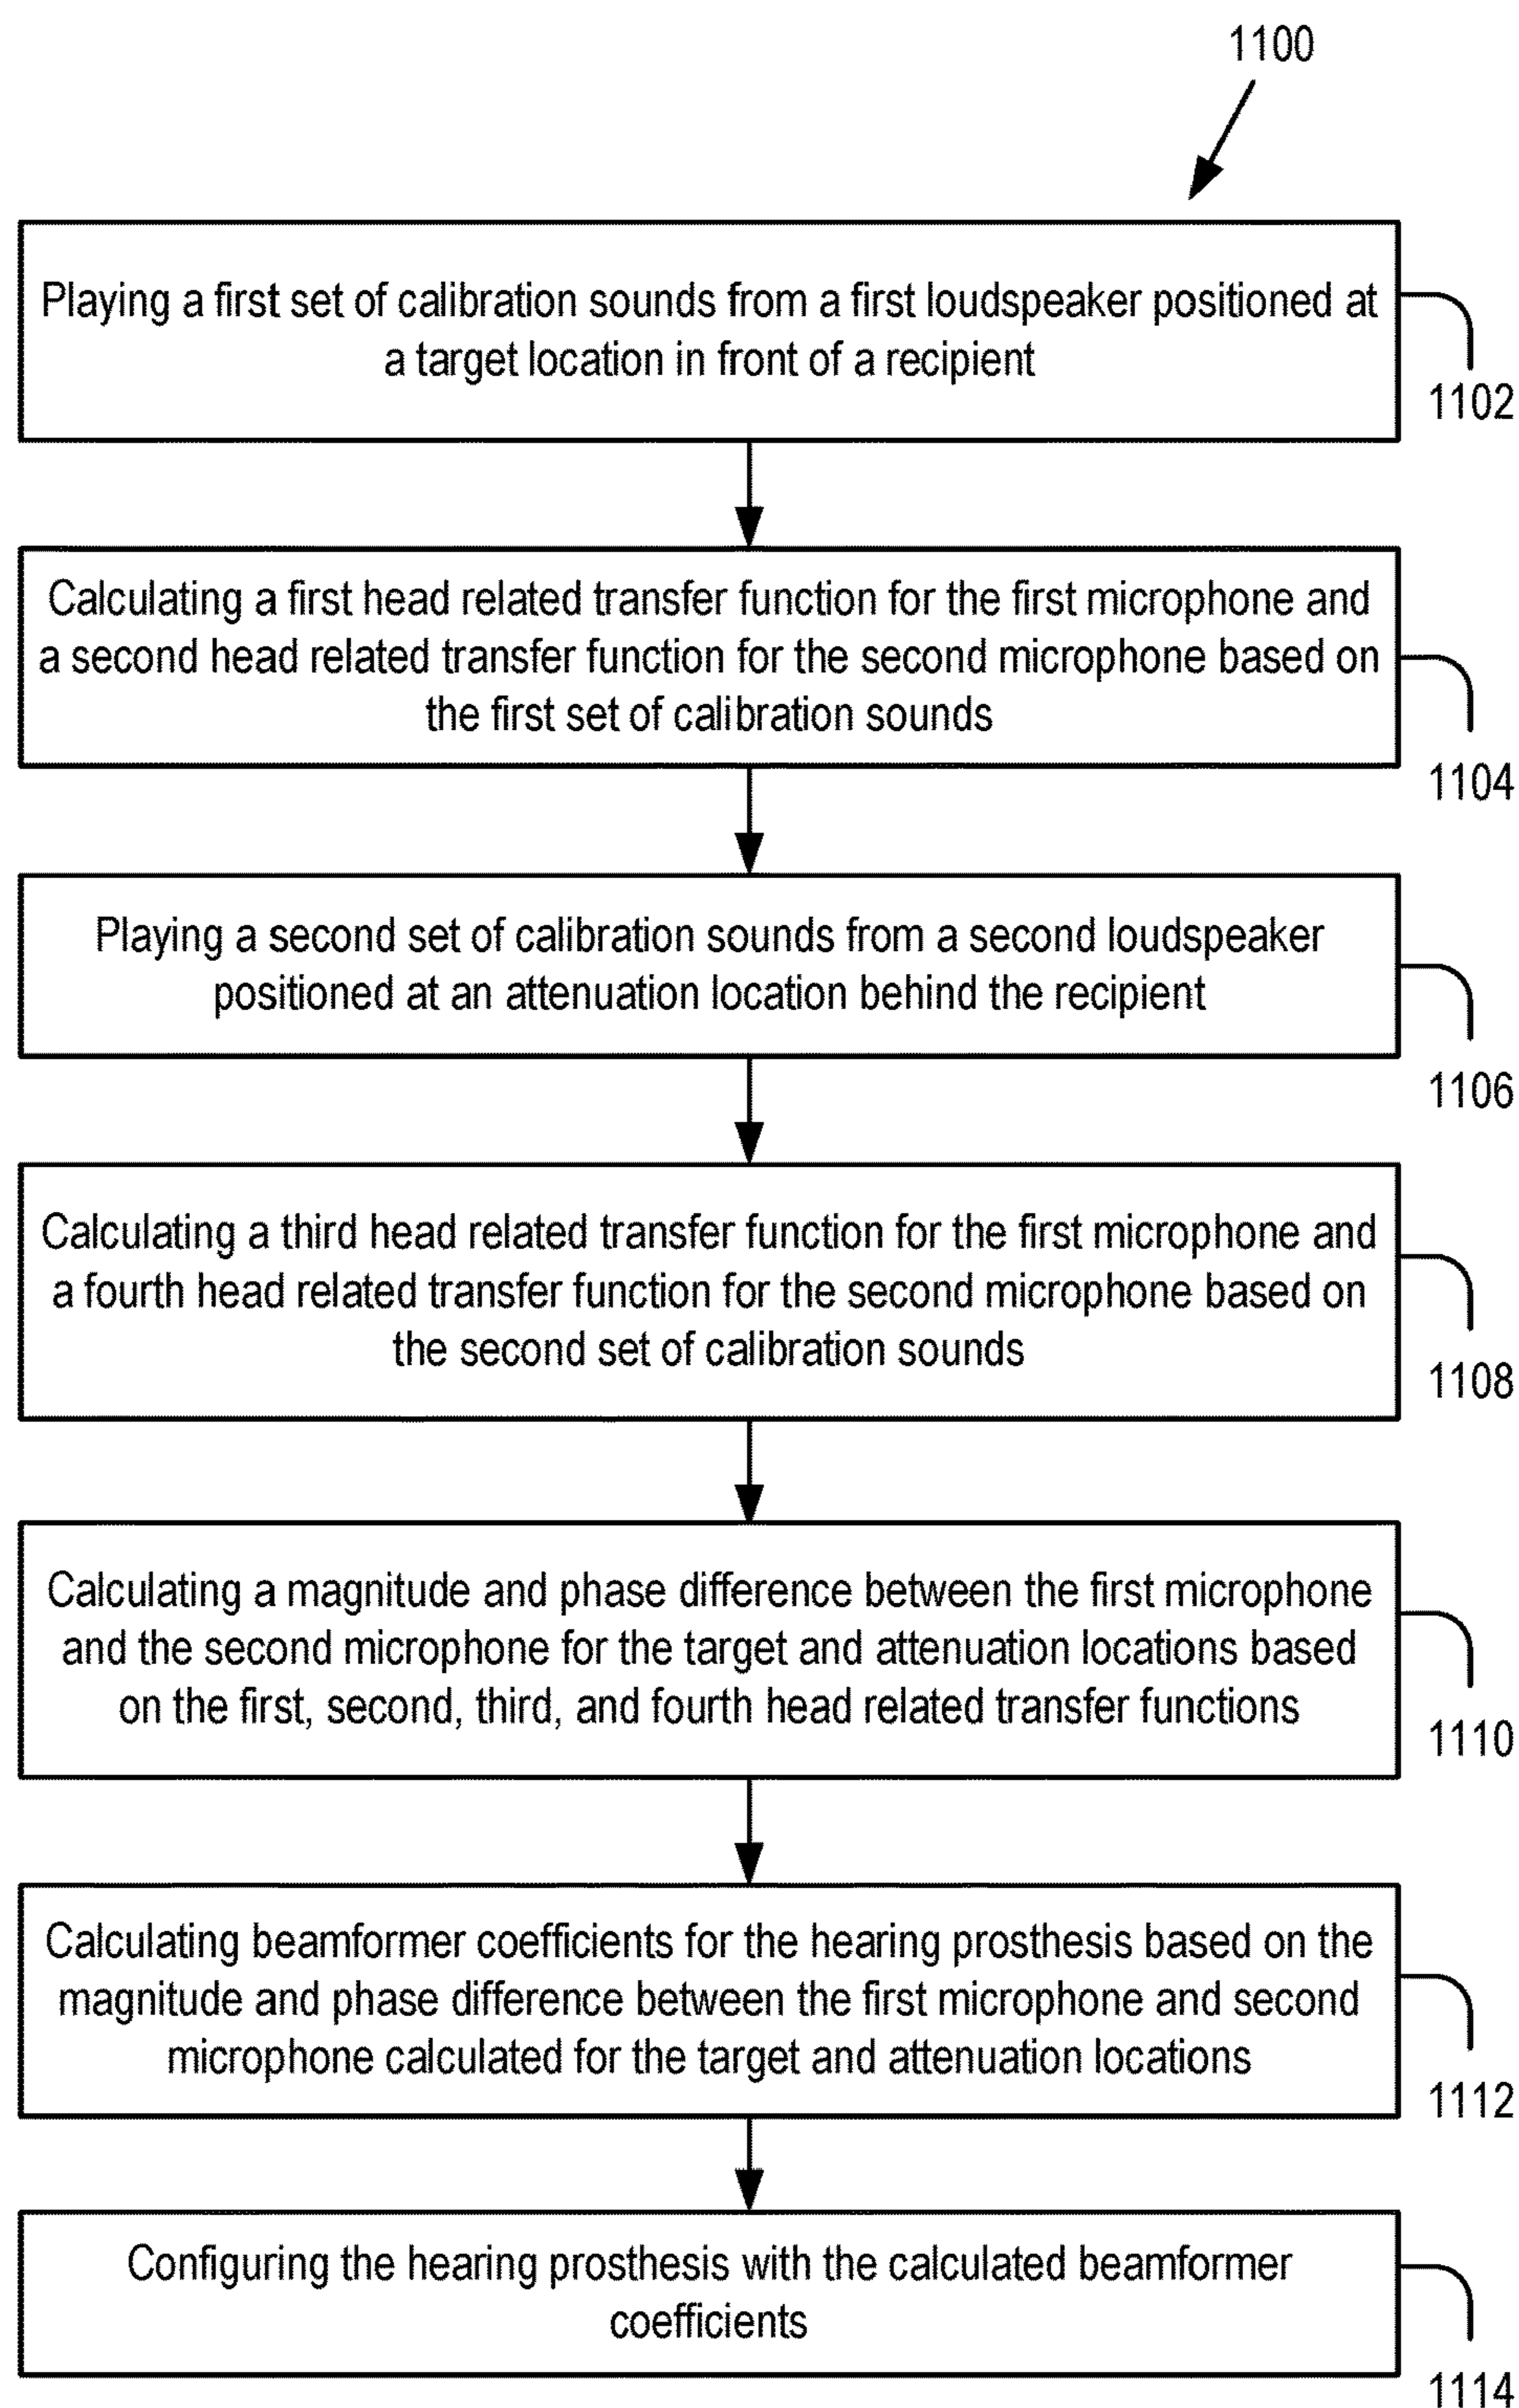 1100
Playing a first set of calibration sounds from a first loudspeaker positioned at
a target location in front of a recipient
1102
Calculating a first head related transfer function for the first microphone and
a second head related transfer function for the second microphone based on
the first set of calibration sounds
1104
Playing a second set of calibration sounds from a second loudspeaker
positioned at an attenuation location behind the recipient
1106
Calculating a third head related transfer function for the first microphone and
a fourth head related transfer function for the second microphone based on
the second set of calibration sounds
1108
Calculating a magnitude and phase difference between the first microphone
and the second microphone for the target and attenuation locations based
on the first, second, third, and fourth head related transfer functions
1110
Calculating beamformer coefficients for the hearing prosthesis based on the
magnitude and phase difference between the first microphone and second
microphone calculated for the target and attenuation locations
1112
Configuring the hearing prosthesis with the calculated beamformer
coefficients
1114